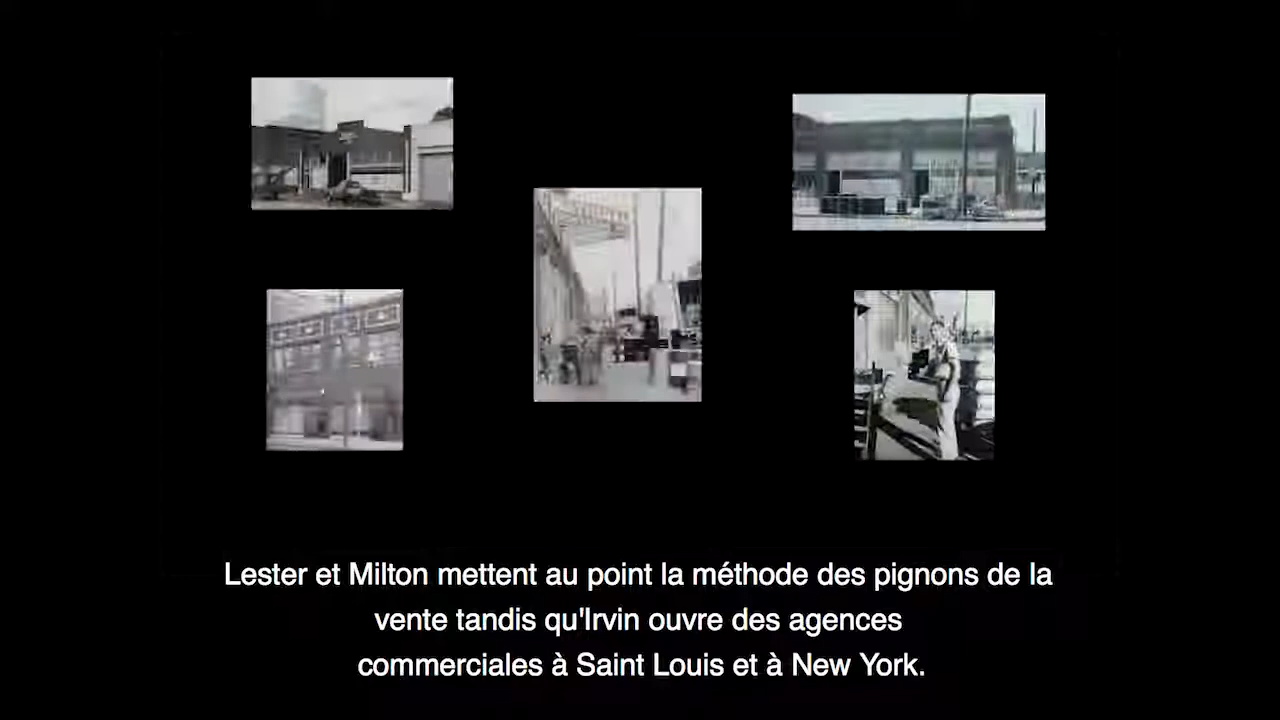 Lester et Milton mettent au point la méthode des pignons de la
vente tandis qu'Irvin ouvre des agences
commerciales à Saint Louis et à New York.